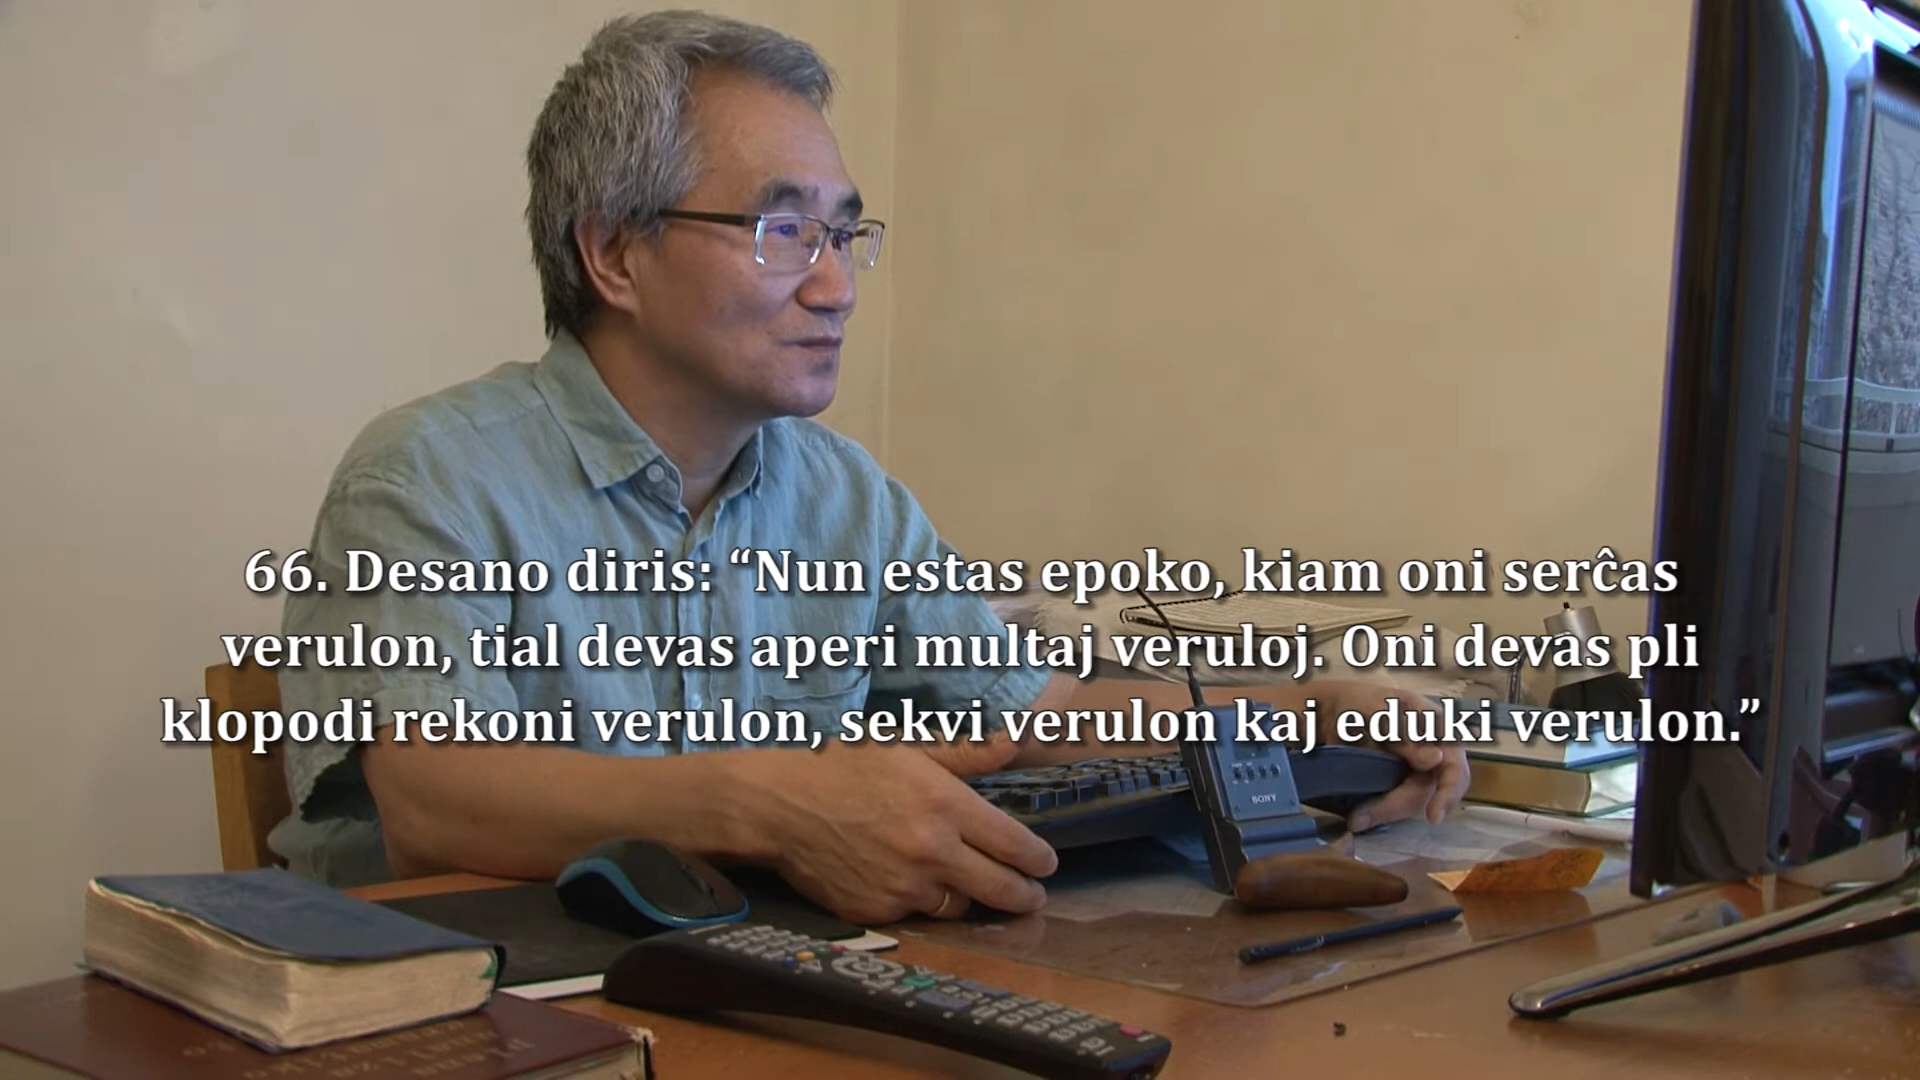 66. Desano diris: “Nun estas epoko, kiam oni serĉas
verulon, tial devas aperi multaj veruloj. Oni devas pli
klopodi rekoni verulon, sekvi verulon kaj eduki verulon.”
SONY